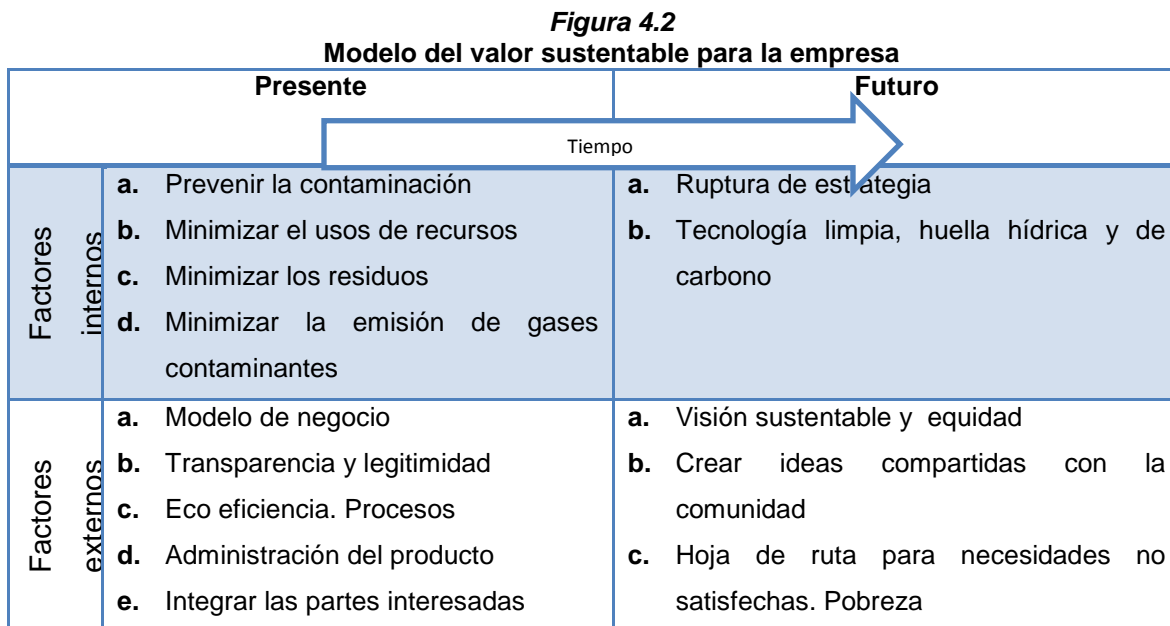 Figura 4.2
Modelo del valor sustentable para la empresa
Presente
Futuro
Tiempo
Factores
internos
a. Prevenir la contaminación
b. Minimizar el usos de recursos
c. Minimizar los residuos
d. Minimizar la emisión de gases
contaminantes
a. Ruptura de estrategia
b. Tecnología limpia, huella hídrica y de
carbono
Factores
externos
a. Modelo de negocio
b. Transparencia y legitimidad
c. Eco eficiencia. Procesos
d. Administración del producto
e. Integrar las partes interesadas
a. Visión sustentable y equidad
b. Crear ideas compartidas con la
comunidad
c. Hoja de ruta para necesidades no
satisfechas. Pobreza